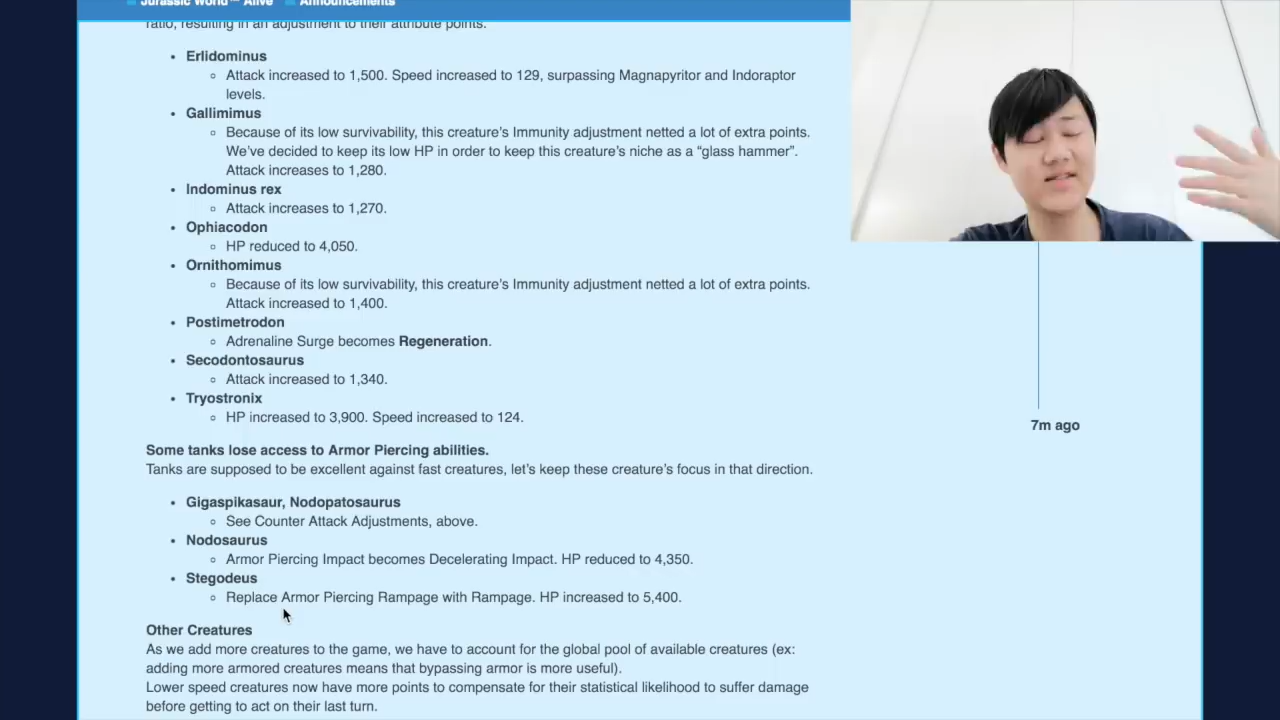 Jurassic World™ Alive Announcements
ratio, resulting in an adjustment to their attribute points.
• Erlidominus
◦ Attack increased to 1,500. Speed increased to 129, surpassing Magnapyritor and Indoraptor
levels.
• Gallimimus
◦ Because of its low survivability, this creature’s Immunity adjustment netted a lot of extra points.
We’ve decided to keep its low HP in order to keep this creature’s niche as a “glass hammer”.
Attack increases to 1,280.
• Indominus rex
◦ Attack increases to 1,270.
• Ophiacodon
◦ HP reduced to 4,050.
• Ornithomimus
◦ Because of its low survivability, this creature’s Immunity adjustment netted a lot of extra points.
Attack increased to 1,400.
• Postimetrodon
◦ Adrenaline Surge becomes Regeneration.
• Secodontosaurus
◦ Attack increased to 1,340.
• Tryostronix
◦ HP increased to 3,900. Speed increased to 124.
7m ago
Some tanks lose access to Armor Piercing abilities.
Tanks are supposed to be excellent against fast creatures, let’s keep these creature’s focus in that direction.
• Gigaspikasaur, Nodopatosaurus
◦ See Counter Attack Adjustments, above.
• Nodosaurus
◦ Armor Piercing Impact becomes Decelerating Impact. HP reduced to 4,350.
• Stegodeus
◦ Replace Armor Piercing Rampage with Rampage. HP increased to 5,400.
Other Creatures
As we add more creatures to the game, we have to account for the global pool of available creatures (ex:
adding more armored creatures means that bypassing armor is more useful).
Lower speed creatures now have more points to compensate for their statistical likelihood to suffer damage
before getting to act on their last turn.